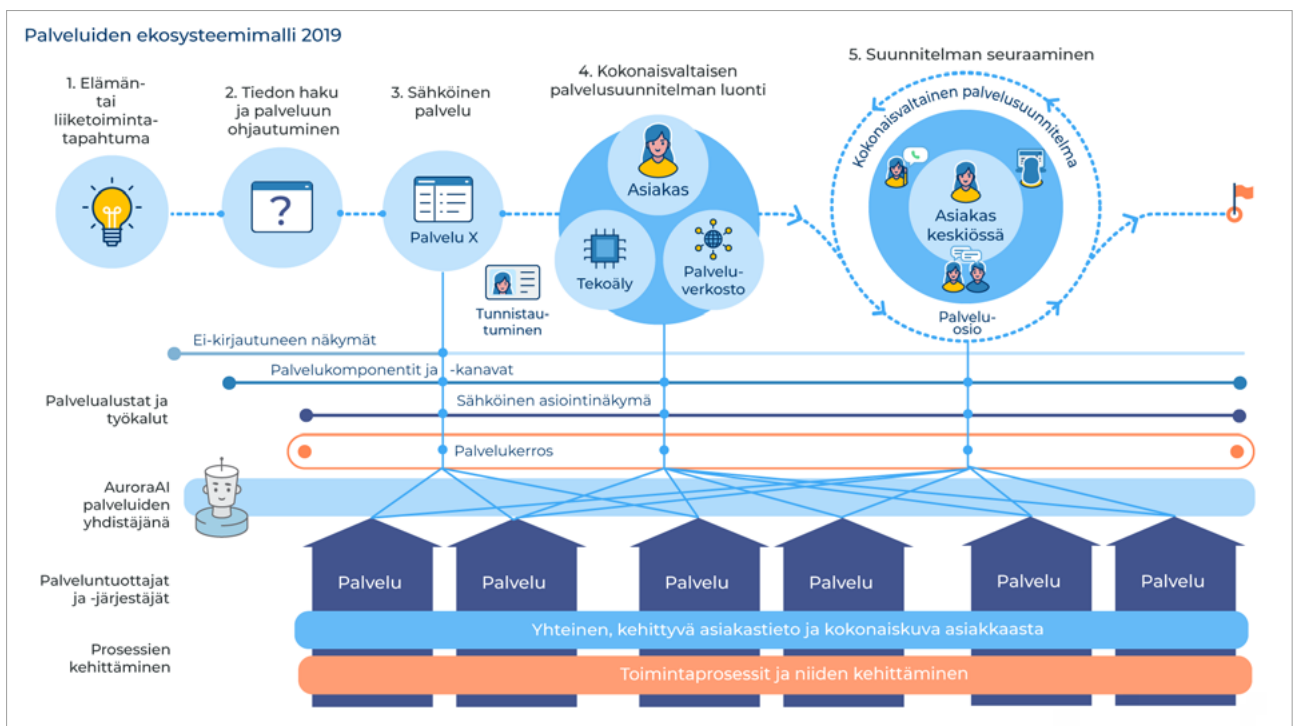 Palveluiden ekosysteemimalli 2019
1. Elämän-
tai
liiketoiminta-
tapahtuma
2. Tiedon haku
ja palveluun
ohjautuminen
3. Sähköinen
palvelu
4. Kokonaisvaltaisen
palvelusuunnitelman luonti
5. Suunnitelman seuraaminen
?
Palvelu X
Tunnistau-
tuminen
Asiakas
Tekoäly
Palvelu-
verkosto
Kokonaisvaltainen palvelusuunnitelma
Asiakas
keskiössä
Palvelu-
osio
Ei-kirjautuneen näkymät
Palvelukomponentit ja -kanavat
Palvelualustat ja
työkalut
Sähköinen asiointinäkymä
Palvelukerros
AuroraAI
palveluiden
yhdistäjänä
Palveluntuottajat
ja -järjestäjät
Palvelu
Palvelu
Palvelu
Palvelu
Palvelu
Palvelu
Yhteinen, kehittyvä asiakastieto ja kokonaiskuva asiakkaasta
Prosessien
kehittäminen
Toimintaprosessit ja niiden kehittäminen